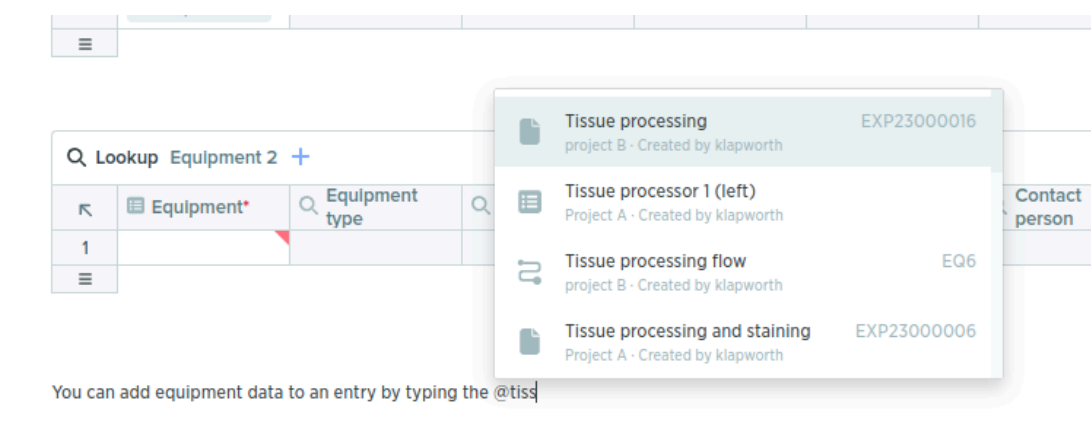 Lookup Equipment 2 +
Equipment* Equipment type Contact person
1
Tissue processing EXP23000016
project B · Created by klapworth
Tissue processor 1 (left)
Project A · Created by klapworth
Tissue processing flow EQ6
project B · Created by klapworth
Tissue processing and staining EXP23000006
Project A · Created by klapworth
You can add equipment data to an entry by typing the @tiss